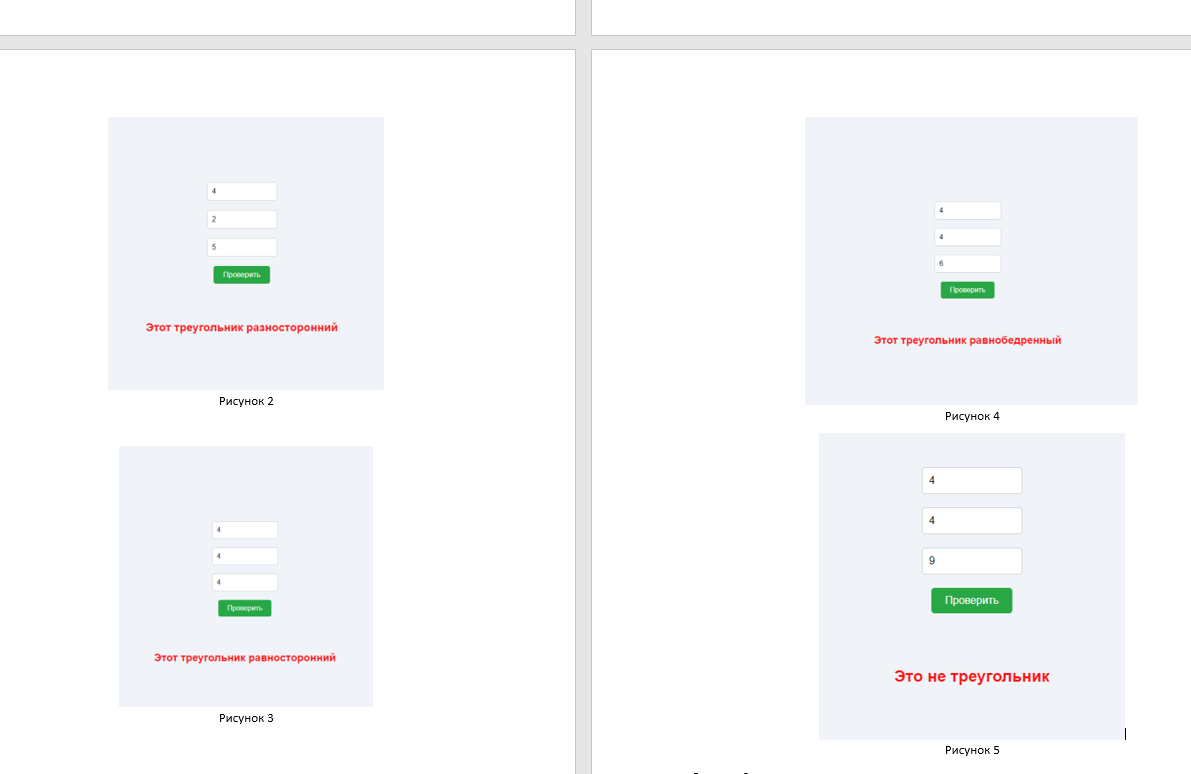 4
2
5
Проверить
Этот треугольник разносторонний
Рисунок 2
4
4
4
Проверить
Этот треугольник равносторонний
Рисунок 3
4
4
6
Проверить
Этот треугольник равнобедренный
Рисунок 4
4
4
9
Проверить
Это не треугольник
Рисунок 5